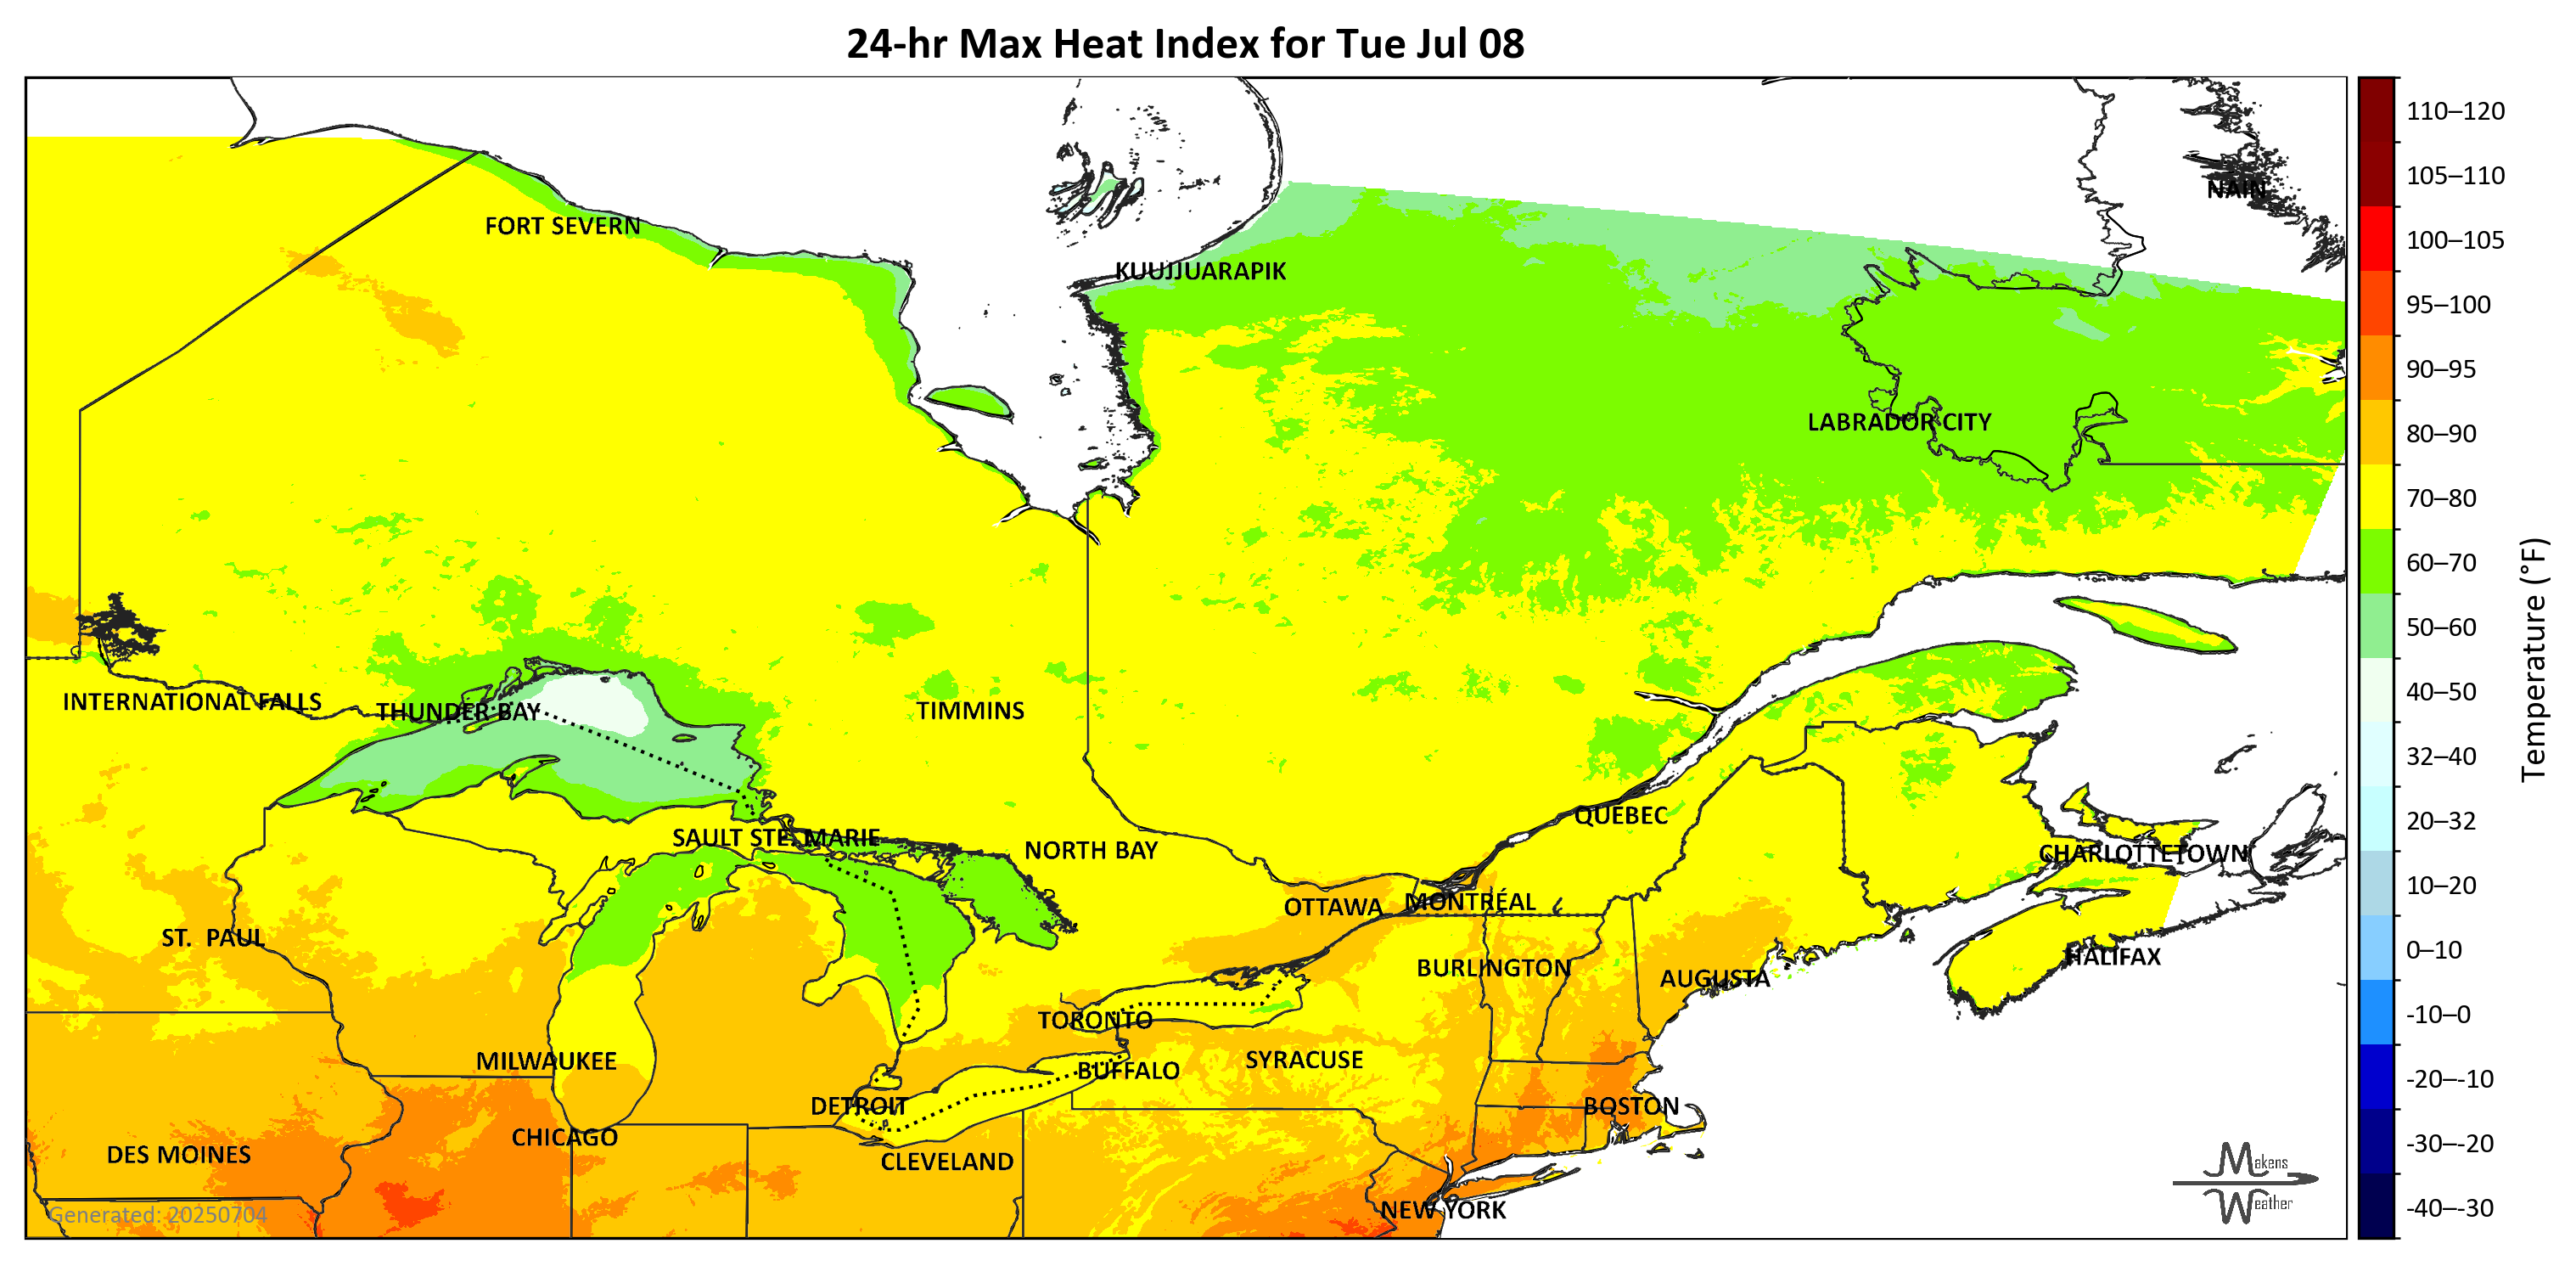 24-hr Max Heat Index for Tue Jul 08
110–120
105–110
NAIN
FORT SEVERN
100–105
KUUJJUARAPIK
95–100
90–95
LABRADOR CITY
80–90
70–80
60–70
50–60
Temperature (°F)
INTERNATIONAL FALLS
THUNDER BAY
TIMMINS
40–50
32–40
QUEBEC
20–32
SAULT STE. MARIE
NORTH BAY
CHARLOTTETOWN
10–20
OTTAWA
MONTRÉAL
ST. PAUL
HALIFAX
0–10
BURLINGTON
AUGUSTA
TORONTO
-10–0
MILWAUKEE
SYRACUSE
BUFFALO
-20–-10
DETROIT
BOSTON
CHICAGO
-30–-20
DES MOINES
CLEVELAND
Makens
Weather
NEW YORK
-40–-30
Generated: 20250704